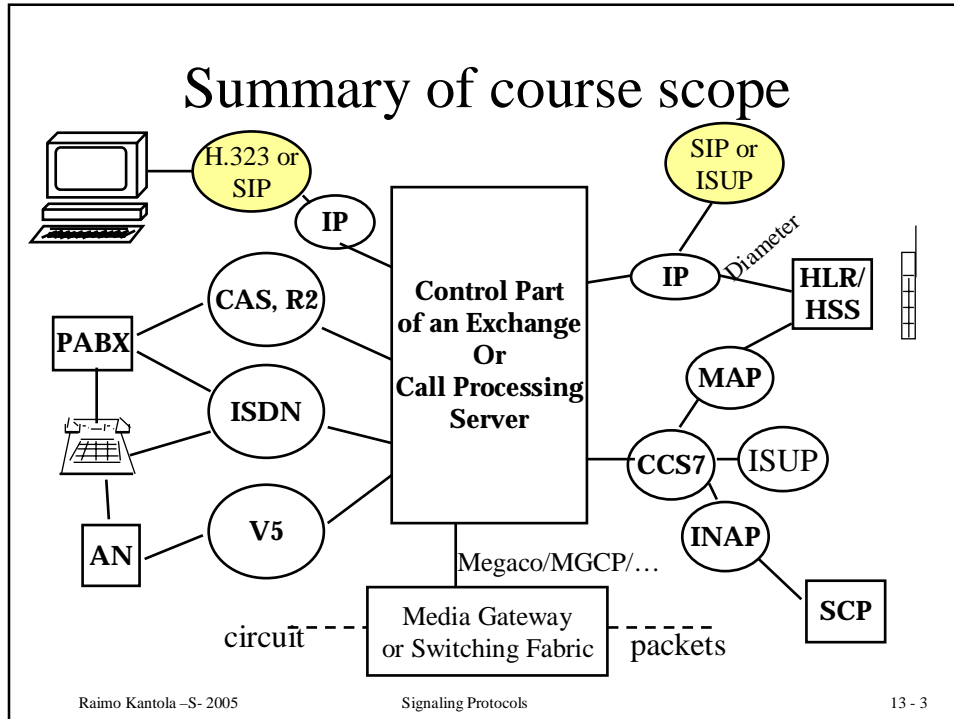 Summary of course scope
H.323 or
SIP
IP
SIP or
ISUP
IP
Diameter
HLR/
HSS
CAS, R2
PABX
ISDN
Control Part
of an Exchange
Or
Call Processing
Server
MAP
CCS7
ISUP
V5
AN
INAP
SCP
Megaco/MGCP/…
Media Gateway
or Switching Fabric
circuit
packets
Raimo Kantola –S- 2005
Signaling Protocols
13 - 3